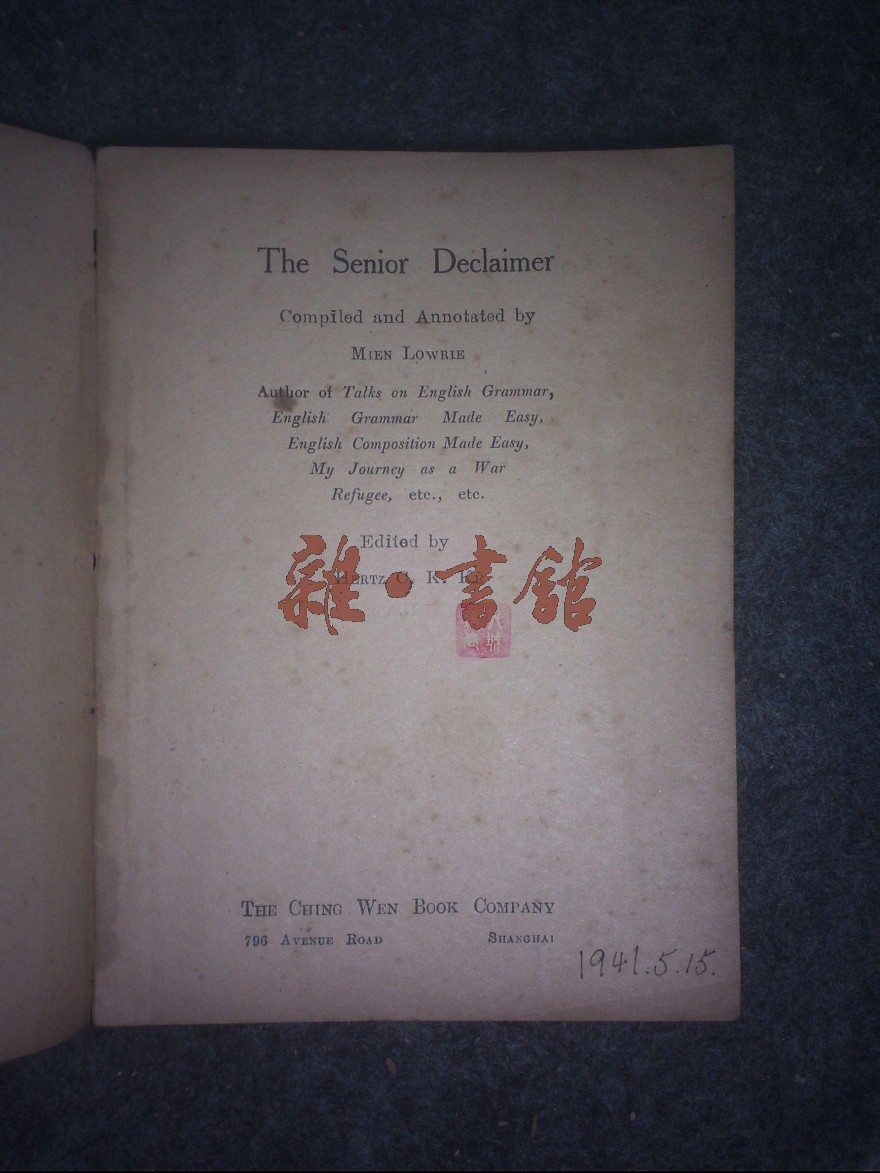 The Senior Declaimer
Compiled and Annotated by
MIEN LOWRIE
Author of Talks on English Grammar,
English Grammar Made Easy,
English Composition Made Easy,
My Journey as a War
Refugee, etc., etc.
Edited by
HERTZ C. K. KE
雜·書館
THE CHING WEN BOOK COMPANY
796 AVENUE ROAD SHANGHAI
1941.5.15.